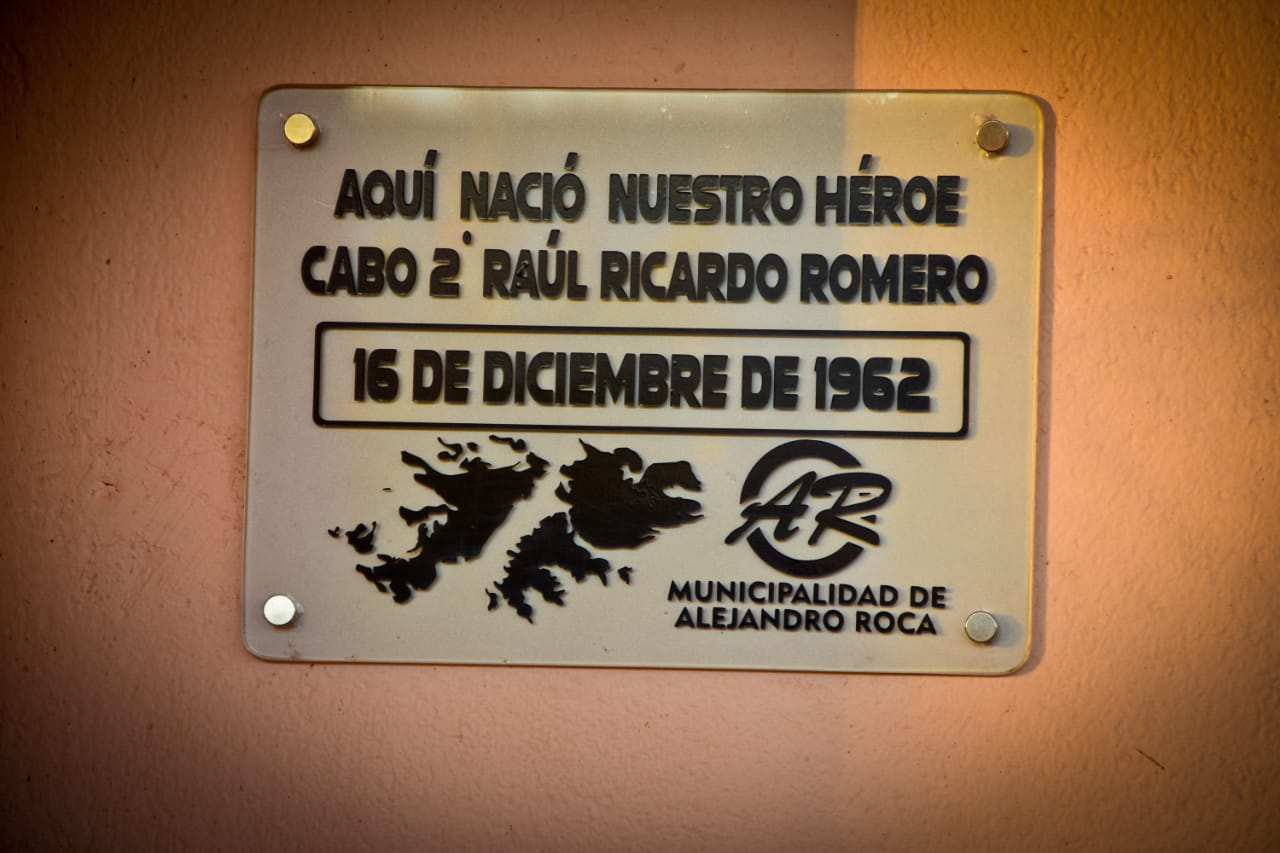 AQUÍ NACIÓ NUESTRO HÉROE
CABO 2° RAÚL RICARDO ROMERO
16 DE DICIEMBRE DE 1962
AR
MUNICIPALIDAD DE
ALEJANDRO ROCA